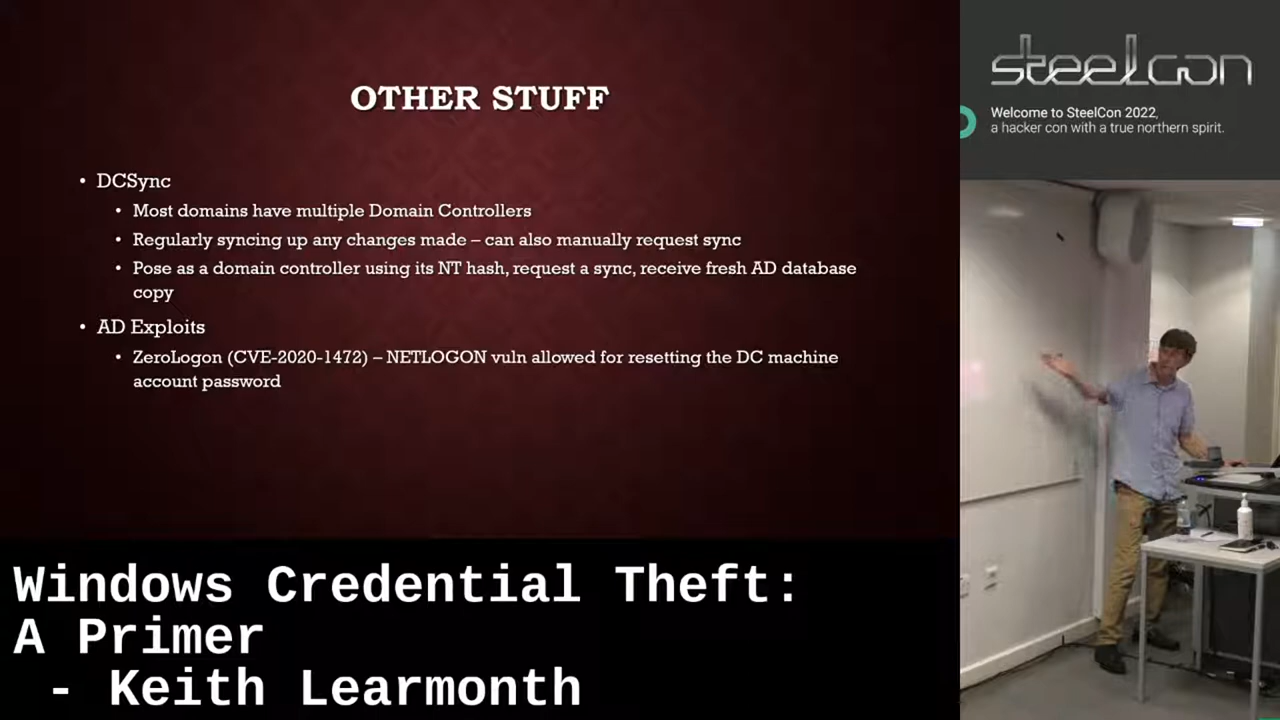 OTHER STUFF
• DCSync
• Most domains have multiple Domain Controllers
• Regularly syncing up any changes made – can also manually request sync
• Pose as a domain controller using its NT hash, request a sync, receive fresh AD database
copy
• AD Exploits
• ZeroLogon (CVE-2020-1472) – NETLOGON vuln allowed for resetting the DC machine
account password
steelcon
Welcome to SteelCon 2022,
a hacker con with a true northern spirit.
Windows Credential Theft:
A Primer
- Keith Learmonth